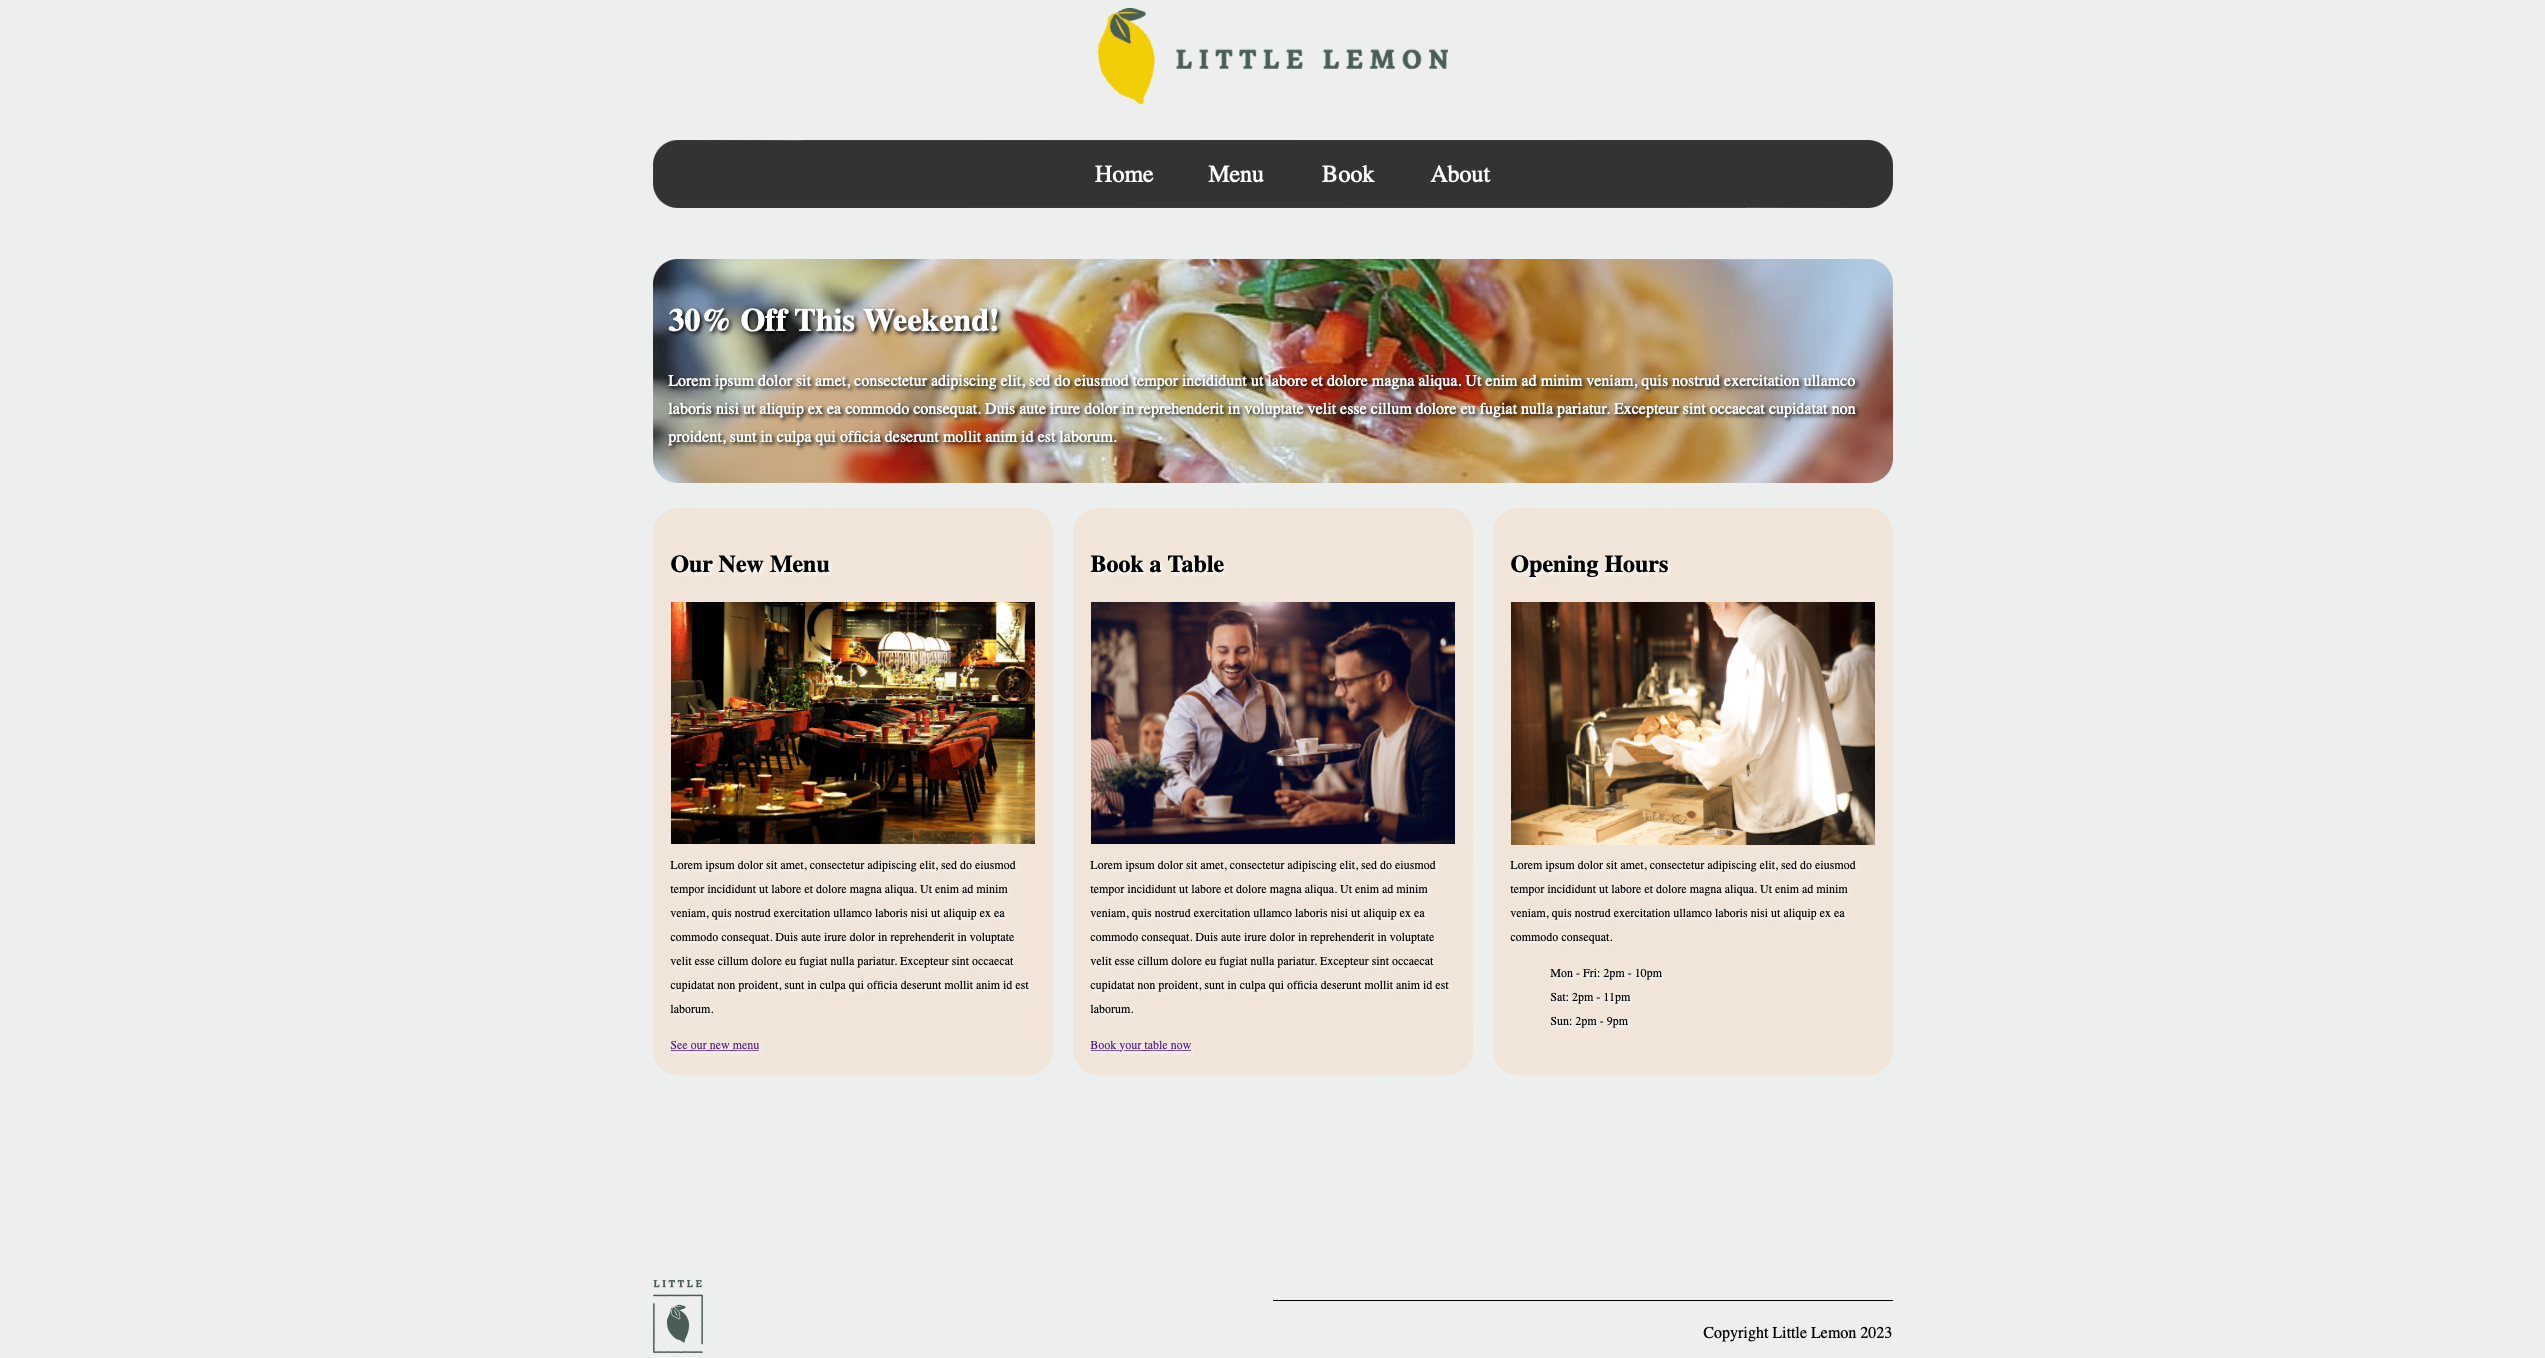 LITTLE LEMON
Home Menu Book About
30% Off This Weekend!
Lorem ipsum dolor sit amet, consectetur adipiscing elit, sed do eiusmod tempor incididunt ut labore et dolore magna aliqua. Ut enim ad minim veniam, quis nostrud exercitation ullamco
laboris nisi ut aliquip ex ea commodo consequat. Duis aute irure dolor in reprehenderit in voluptate velit esse cillum dolore eu fugiat nulla pariatur. Excepteur sint occaecat cupidatat non
proident, sunt in culpa qui officia deserunt mollit anim id est laborum.
Our New Menu
Lorem ipsum dolor sit amet, consectetur adipiscing elit, sed do eiusmod
tempor incididunt ut labore et dolore magna aliqua. Ut enim ad minim
veniam, quis nostrud exercitation ullamco laboris nisi ut aliquip ex ea
commodo consequat. Duis aute irure dolor in reprehenderit in voluptate
velit esse cillum dolore eu fugiat nulla pariatur. Excepteur sint occaecat
cupidatat non proident, sunt in culpa qui officia deserunt mollit anim id est
laborum.
See our new menu
Book a Table
Lorem ipsum dolor sit amet, consectetur adipiscing elit, sed do eiusmod
tempor incididunt ut labore et dolore magna aliqua. Ut enim ad minim
veniam, quis nostrud exercitation ullamco laboris nisi ut aliquip ex ea
commodo consequat. Duis aute irure dolor in reprehenderit in voluptate
velit esse cillum dolore eu fugiat nulla pariatur. Excepteur sint occaecat
cupidatat non proident, sunt in culpa qui officia deserunt mollit anim id est
laborum.
Book your table now
Opening Hours
Lorem ipsum dolor sit amet, consectetur adipiscing elit, sed do eiusmod
tempor incididunt ut labore et dolore magna aliqua. Ut enim ad minim
veniam, quis nostrud exercitation ullamco laboris nisi ut aliquip ex ea
commodo consequat.
Mon - Fri: 2pm - 10pm
Sat: 2pm - 11pm
Sun: 2pm - 9pm
LITTLE
Copyright Little Lemon 2023